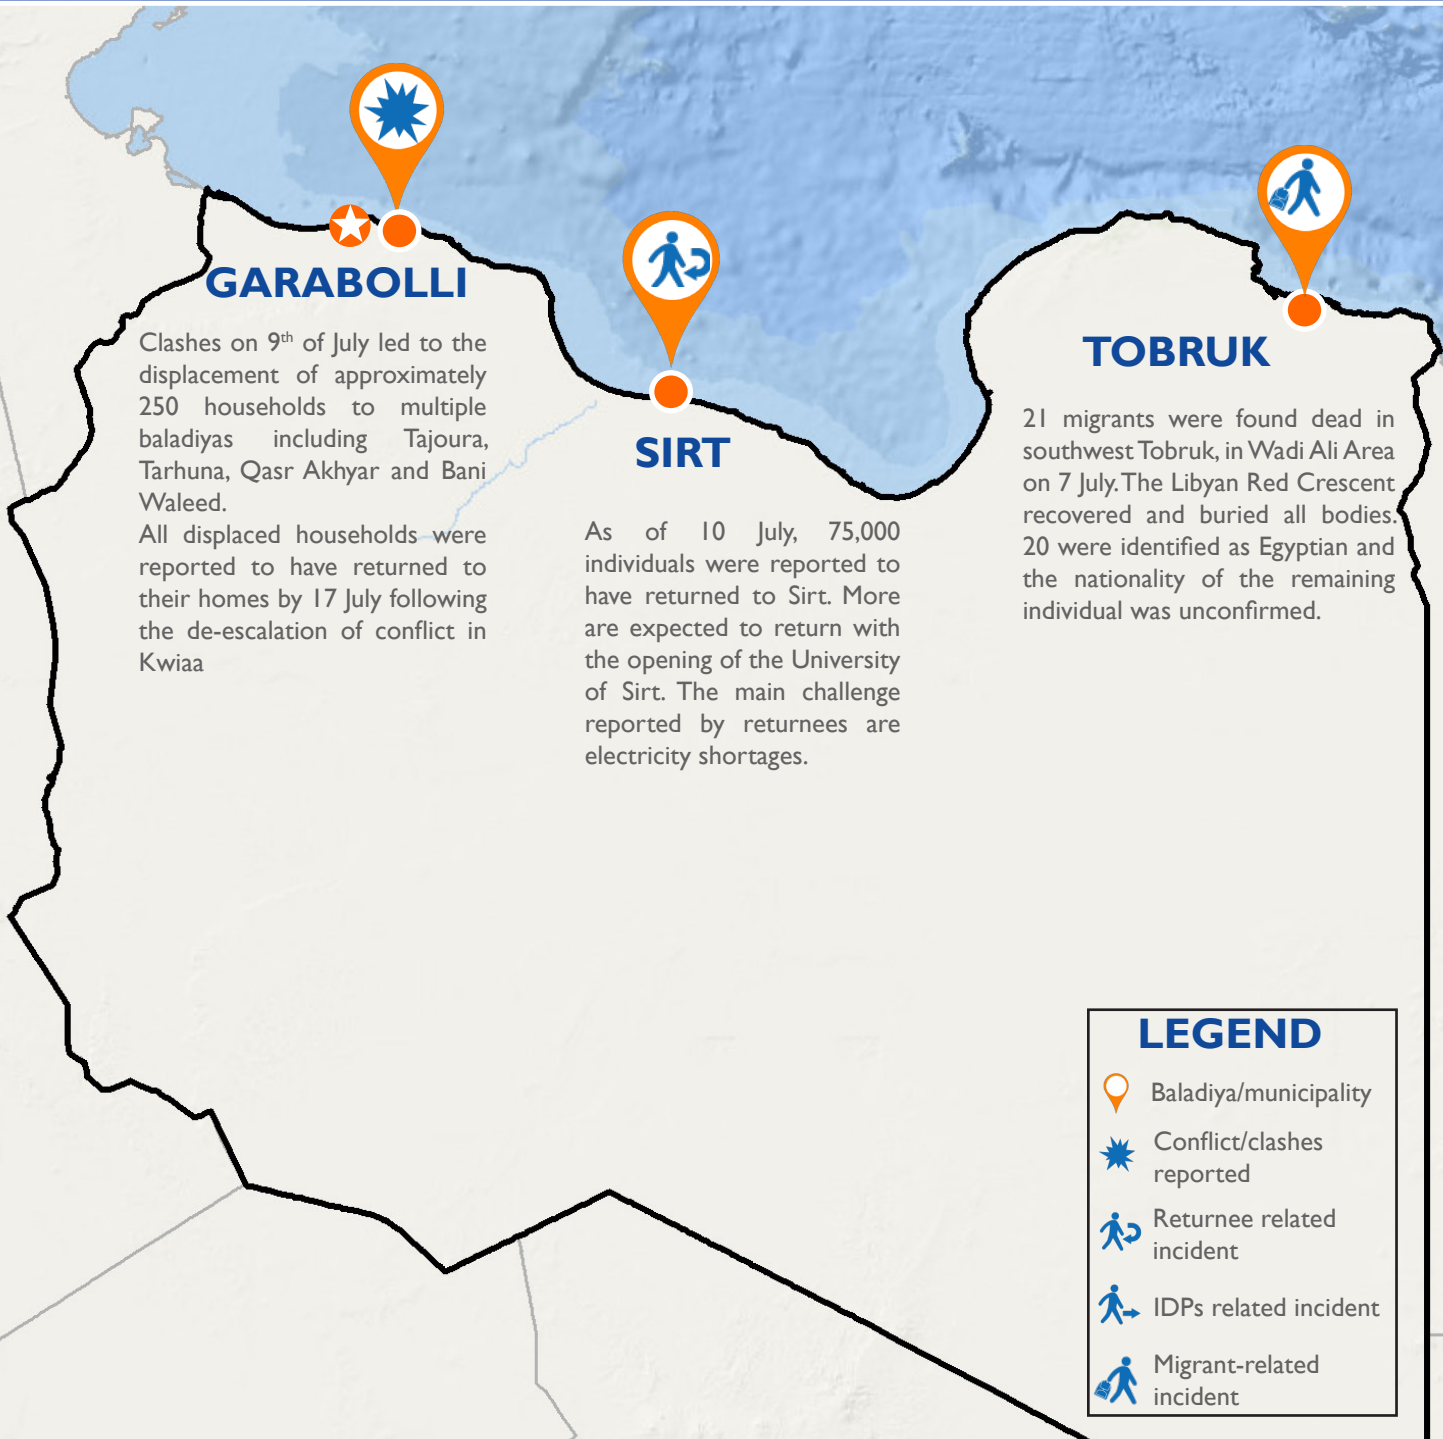 GARABOLLI
Clashes on 9th of July led to the
displacement of approximately
250 households to multiple
baladiyas including Tajoura,
Tarhuna, Qasr Akhyar and Bani
Waleed.
All displaced households were
reported to have returned to
their homes by 17 July following
the de-escalation of conflict in
Kwiaa
SIRT
As of 10 July, 75,000
individuals were reported to
have returned to Sirt. More
are expected to return with
the opening of the University
of Sirt. The main challenge
reported by returnees are
electricity shortages.
TOBRUK
21 migrants were found dead in
southwest Tobruk, in Wadi Ali Area
on 7 July. The Libyan Red Crescent
recovered and buried all bodies.
20 were identified as Egyptian and
the nationality of the remaining
individual was unconfirmed.
LEGEND
Baladiya/municipality
Conflict/clashes
reported
Returnee related
incident
IDPs related incident
Migrant-related
incident